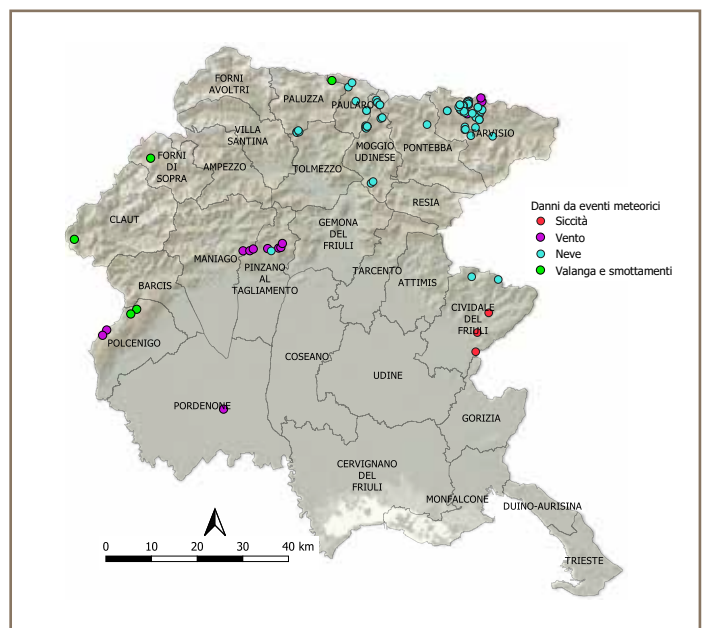 FORNI
AVOLTRI
PALUZZA
PAULARO
VILLA
SANTINA
TARVISIO
MOGGIO
UDINESE
PONTEBBA
FORNI
DI
SOPRA
AMPEZZO
TOLMEZZO
RESIA
CLAUT
GEMONA
DEL
FRIULI
Danni da eventi meteorici
Siccità
Vento
Neve
Valanga e smottamenti
MANIAGO
PINZANO
AL
TAGLIAMENTO
TARCENTO
ATTIMIS
BARCIS
CIVIDALE
DEL
FRIULI
POLCENIGO
COSEANO
UDINE
PORDENONE
GORIZIA
CERVIGNANO
DEL
FRIULI
MONFALCONE
DUINO-AURISINA
TRIESTE
0 10 20 30 40 km